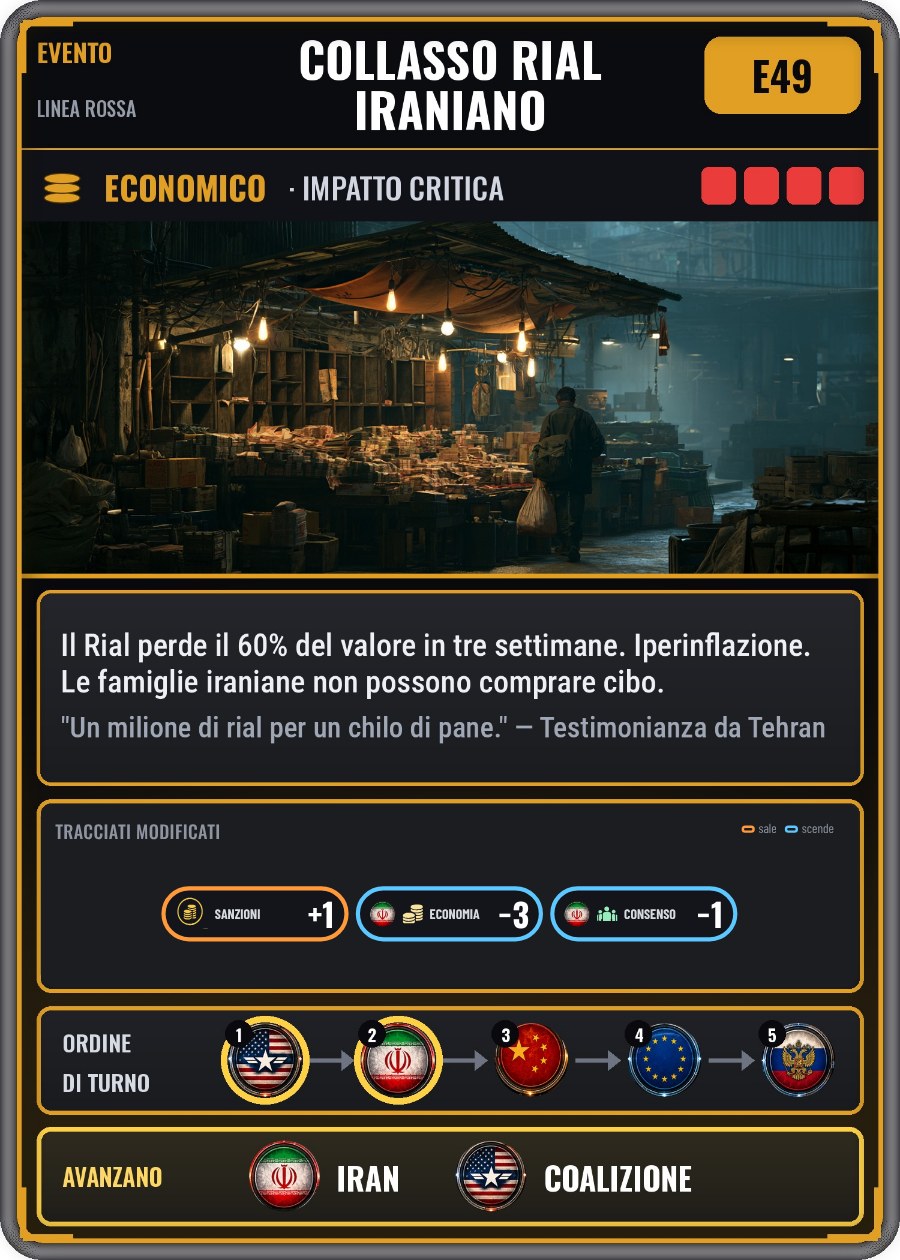 EVENTO
LINEA ROSSA
COLLASSO RIAL
IRANIANO
E49
ECONOMICO · IMPATTO CRITICA
Il Rial perde il 60% del valore in tre settimane. Iperinflazione.
Le famiglie iraniane non possono comprare cibo.
"Un milione di rial per un chilo di pane." — Testimonianza da Tehran
TRACCIATI MODIFICATI
sale scende
SANZIONI +1
ECONOMIA −3
CONSENSO −1
ORDINE
DI TURNO
1 2 3 4 5
AVANZANO IRAN COALIZIONE